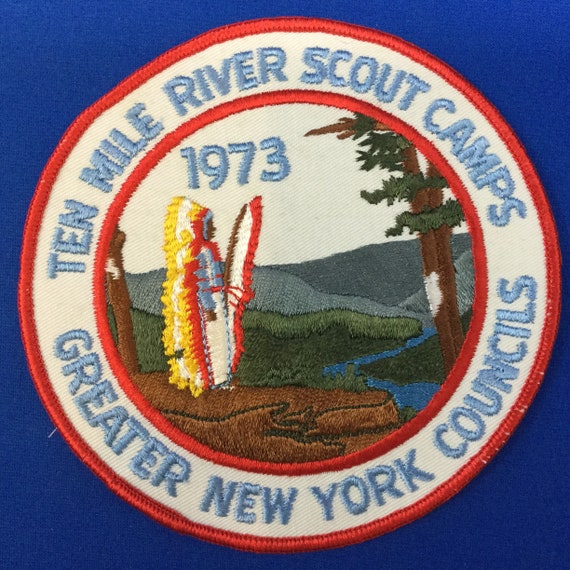 TEN MILE RIVER SCOUT CAMPS
1973
GREATER NEW YORK COUNCILS